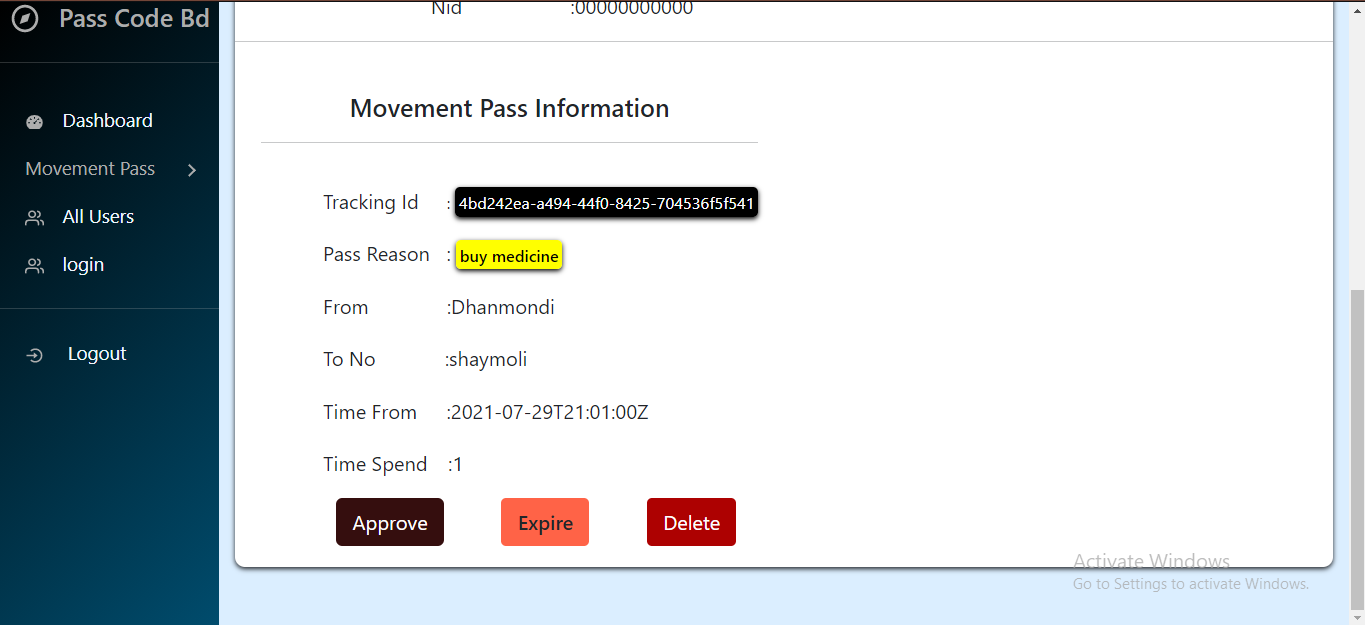 Pass Code Bd
Dashboard
Movement Pass
All Users
login
Logout
Nid :00000000000
Movement Pass Information
Tracking Id : 4bd242ea-a494-44f0-8425-704536f5f541
Pass Reason : buy medicine
From :Dhanmondi
To No :shaymoli
Time From :2021-07-29T21:01:00Z
Time Spend :1
Approve Expire Delete
Activate Windows
Go to Settings to activate Windows.